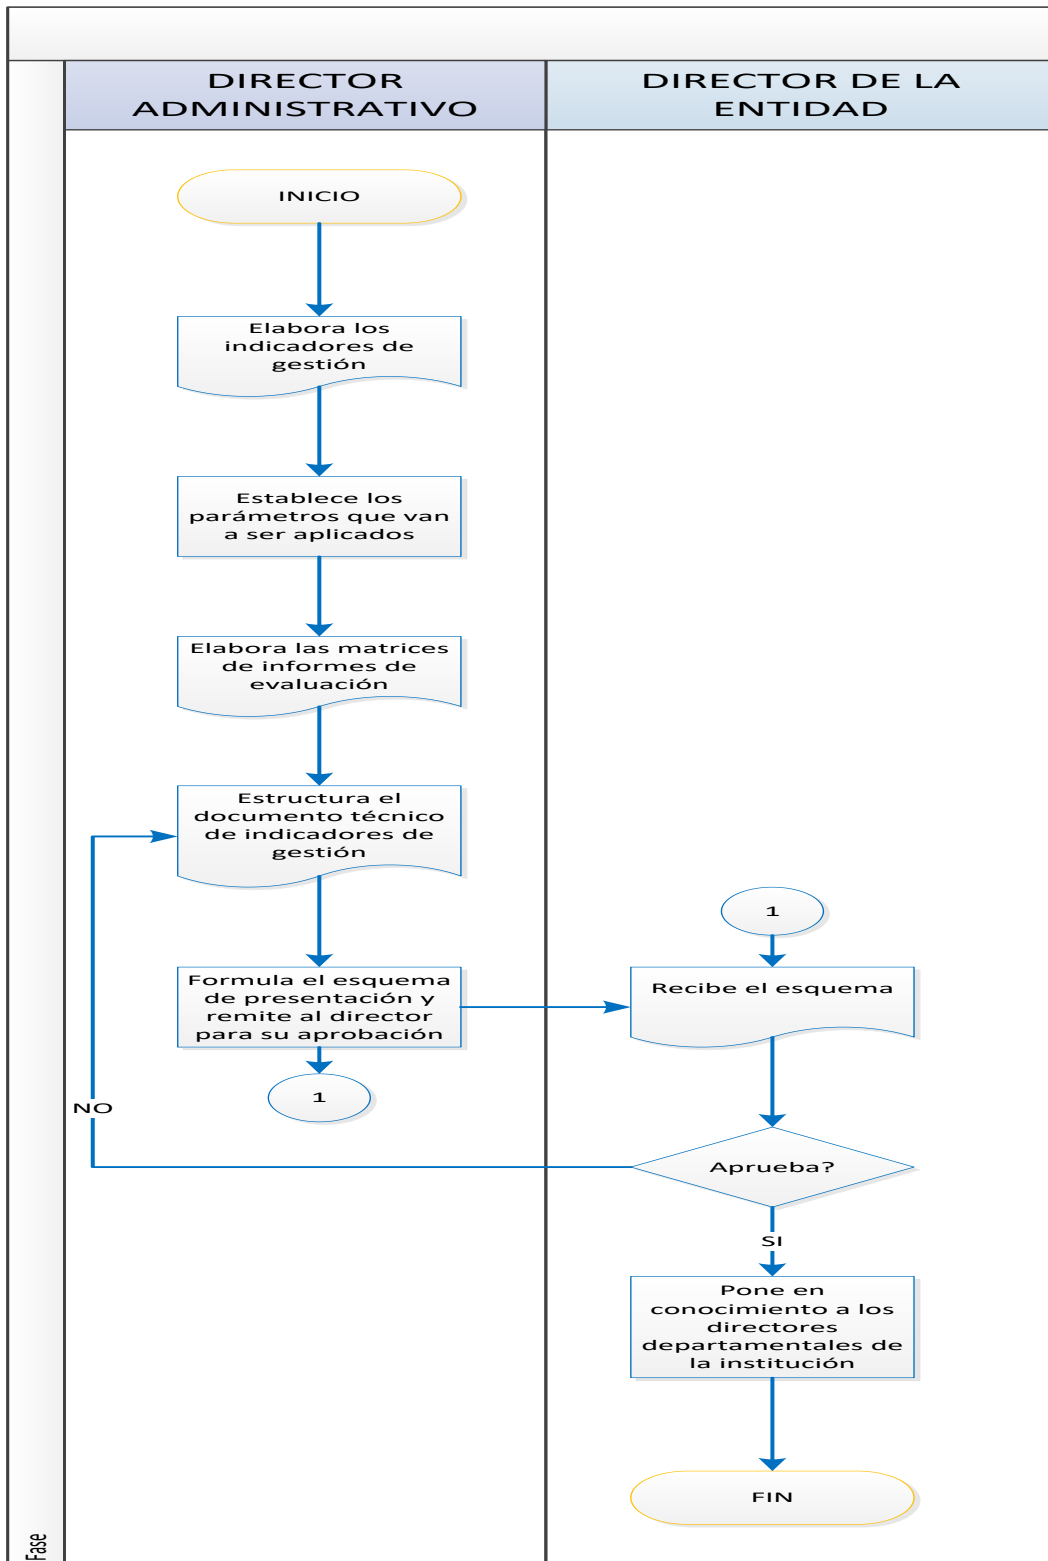 DIRECTOR
ADMINISTRATIVO
DIRECTOR DE LA
ENTIDAD
INICIO
Elabora los
indicadores de
gestión
Establece los
parámetros que van
a ser aplicados
Elabora las matrices
de informes de
evaluación
Estructura el
documento técnico
de indicadores de
gestión
Formula el esquema
de presentación y
remite al director
para su aprobación
1
NO
1
Recibe el esquema
Aprueba?
SI
Pone en
conocimiento a los
directores
departamentales de
la institución
FIN
Fase